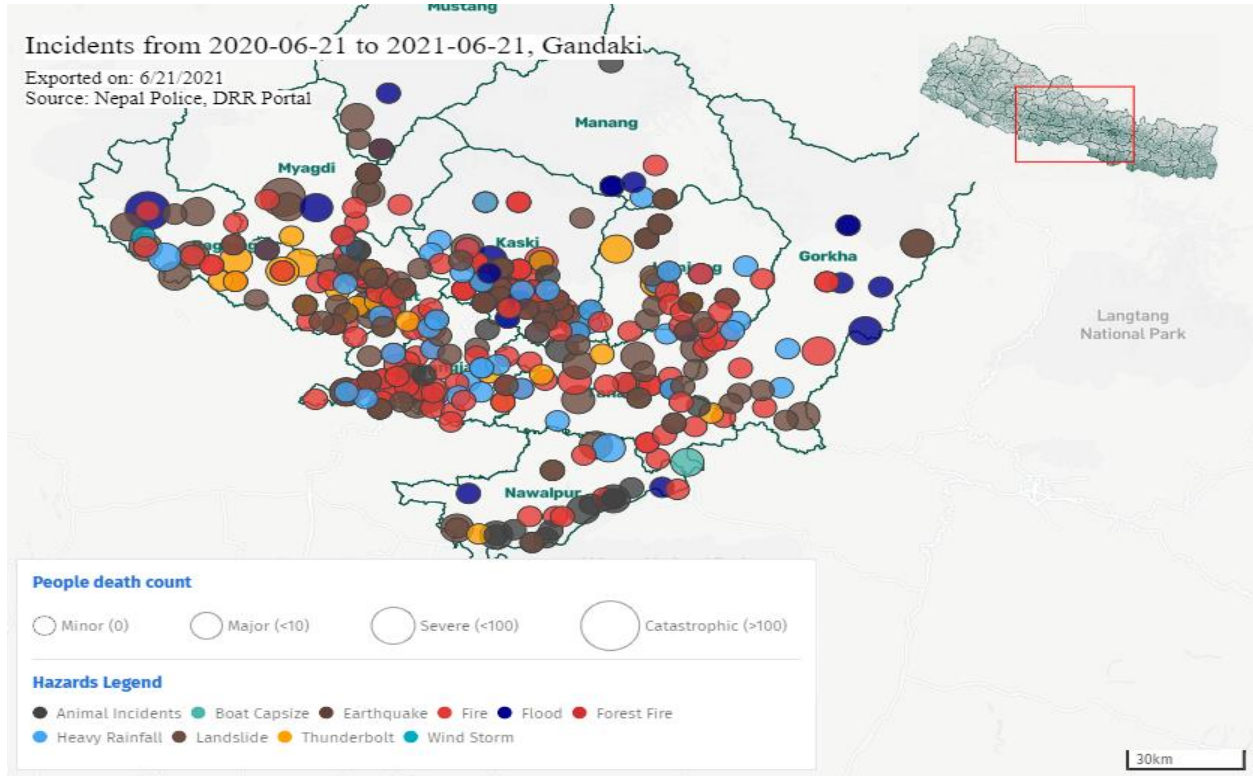 Mustang
Incidents from 2020-06-21 to 2021-06-21, Gandaki
Exported on: 6/21/2021
Source: Nepal Police, DRR Portal
Manang
Myagdi
Kaski
Gorkha
Langtang
National Park
Nawalpur
People death count
Minor (0) Major (<10) Severe (<100) Catastrophic (>100)
Hazards Legend
Animal Incidents Boat Capsize Earthquake Fire Flood Forest Fire
Heavy Rainfall Landslide Thunderbolt Wind Storm
30km